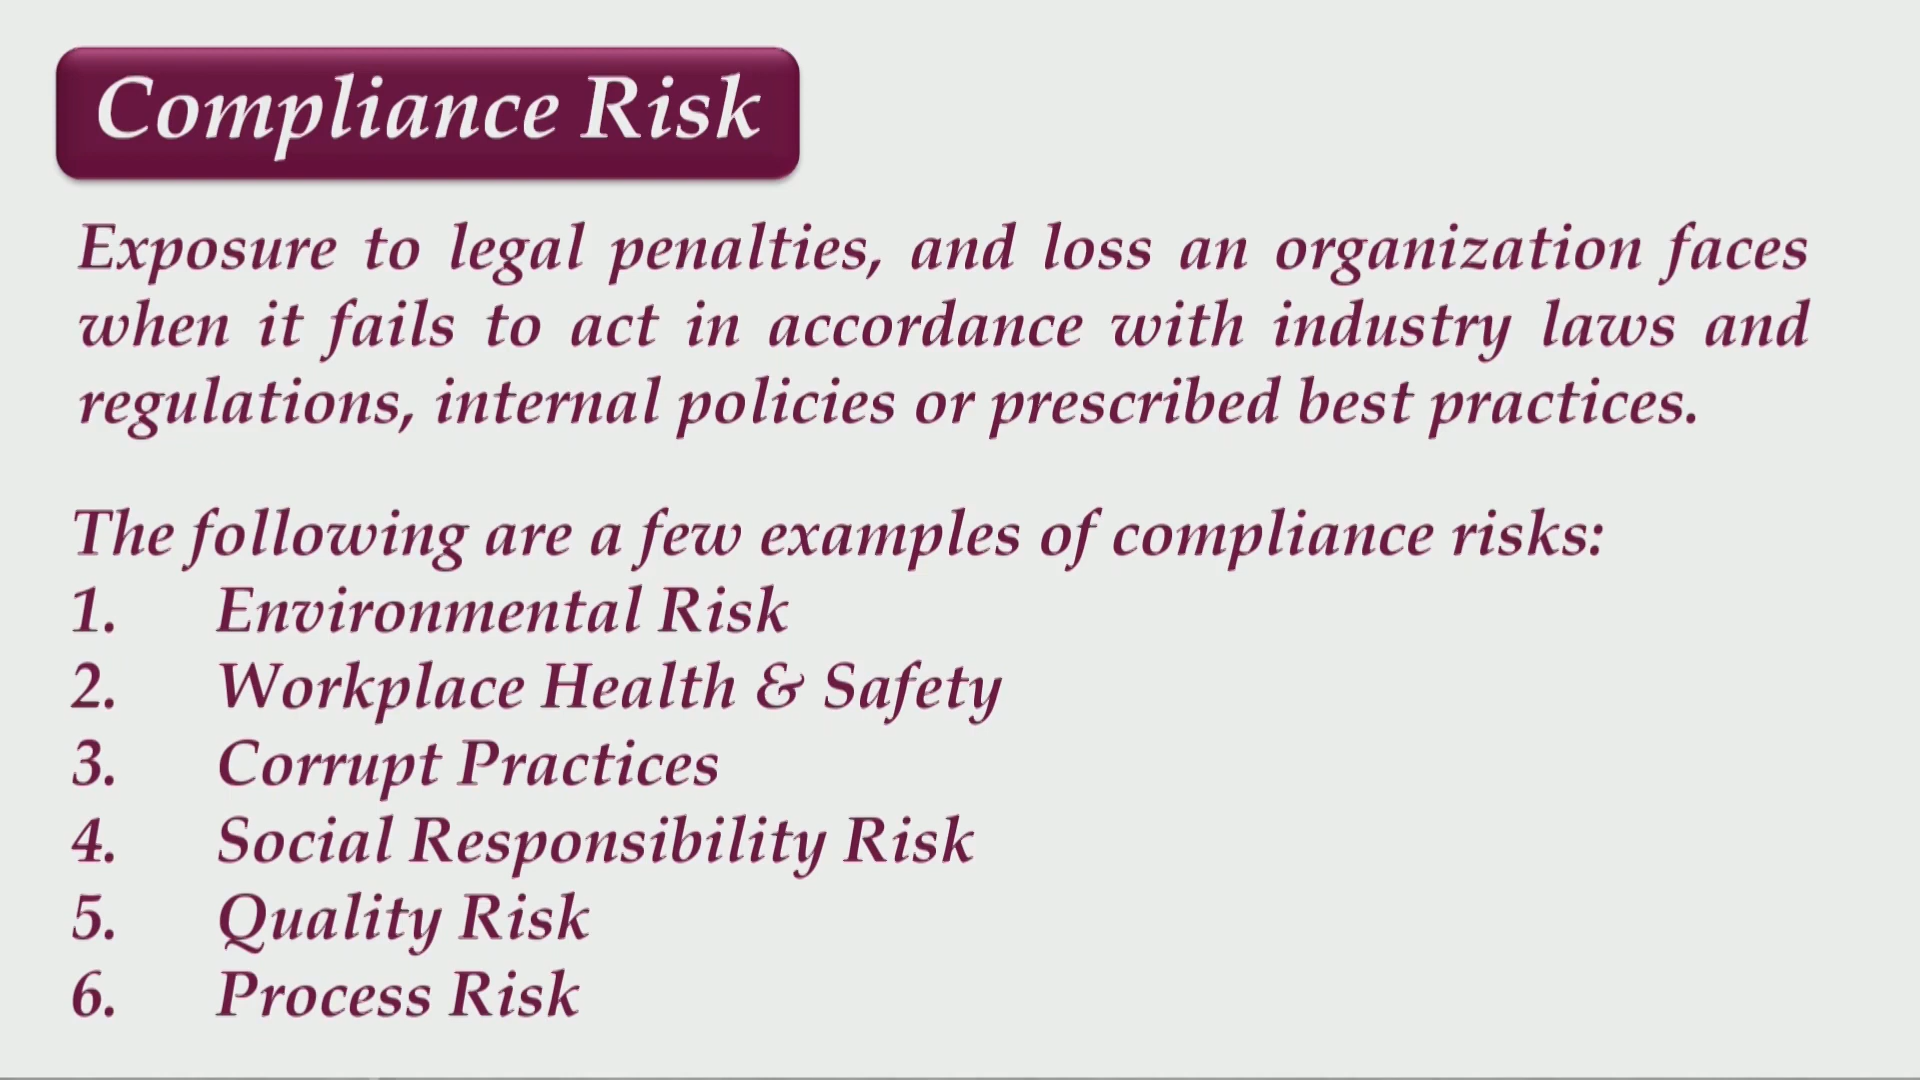 Compliance Risk
Exposure to legal penalties, and loss an organization faces
when it fails to act in accordance with industry laws and
regulations, internal policies or prescribed best practices.
The following are a few examples of compliance risks:
1. Environmental Risk
2. Workplace Health & Safety
3. Corrupt Practices
4. Social Responsibility Risk
5. Quality Risk
6. Process Risk